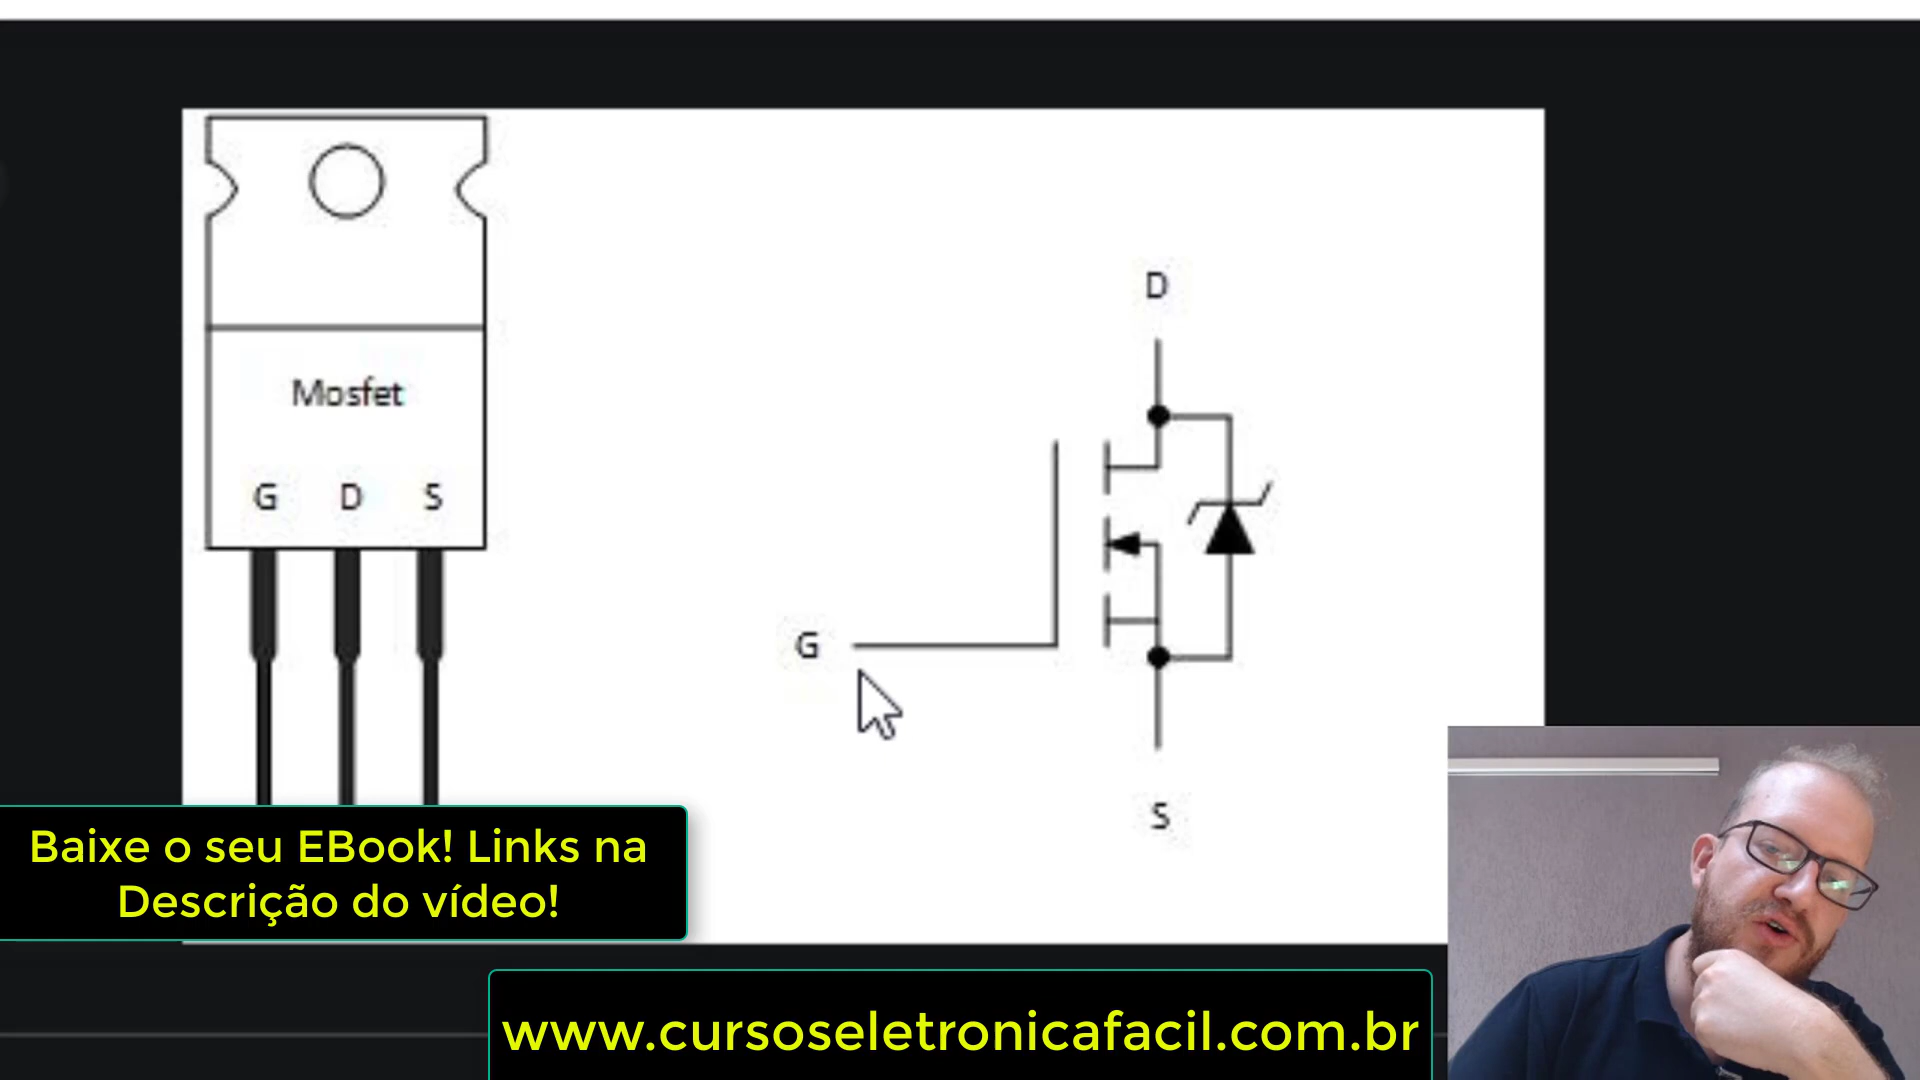 Mosfet
G D S
D
G
S
Baixe o seu EBook! Links na
Descrição do vídeo!
www.cursoseletronicafacil.com.br